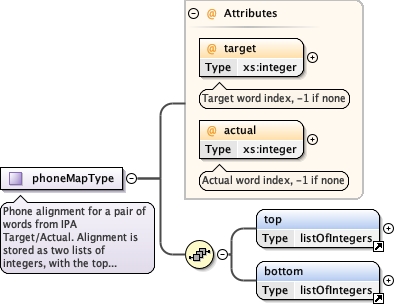 @ Attributes
@ target
Type xs:integer
Target word index, -1 if none
@ actual
Type xs:integer
Actual word index, -1 if none
phoneMapType
Phone alignment for a pair of
words from IPA
Target/Actual. Alignment is
stored as two lists of
integers, with the top...
top
Type listOfIntegers
bottom
Type listOfIntegers